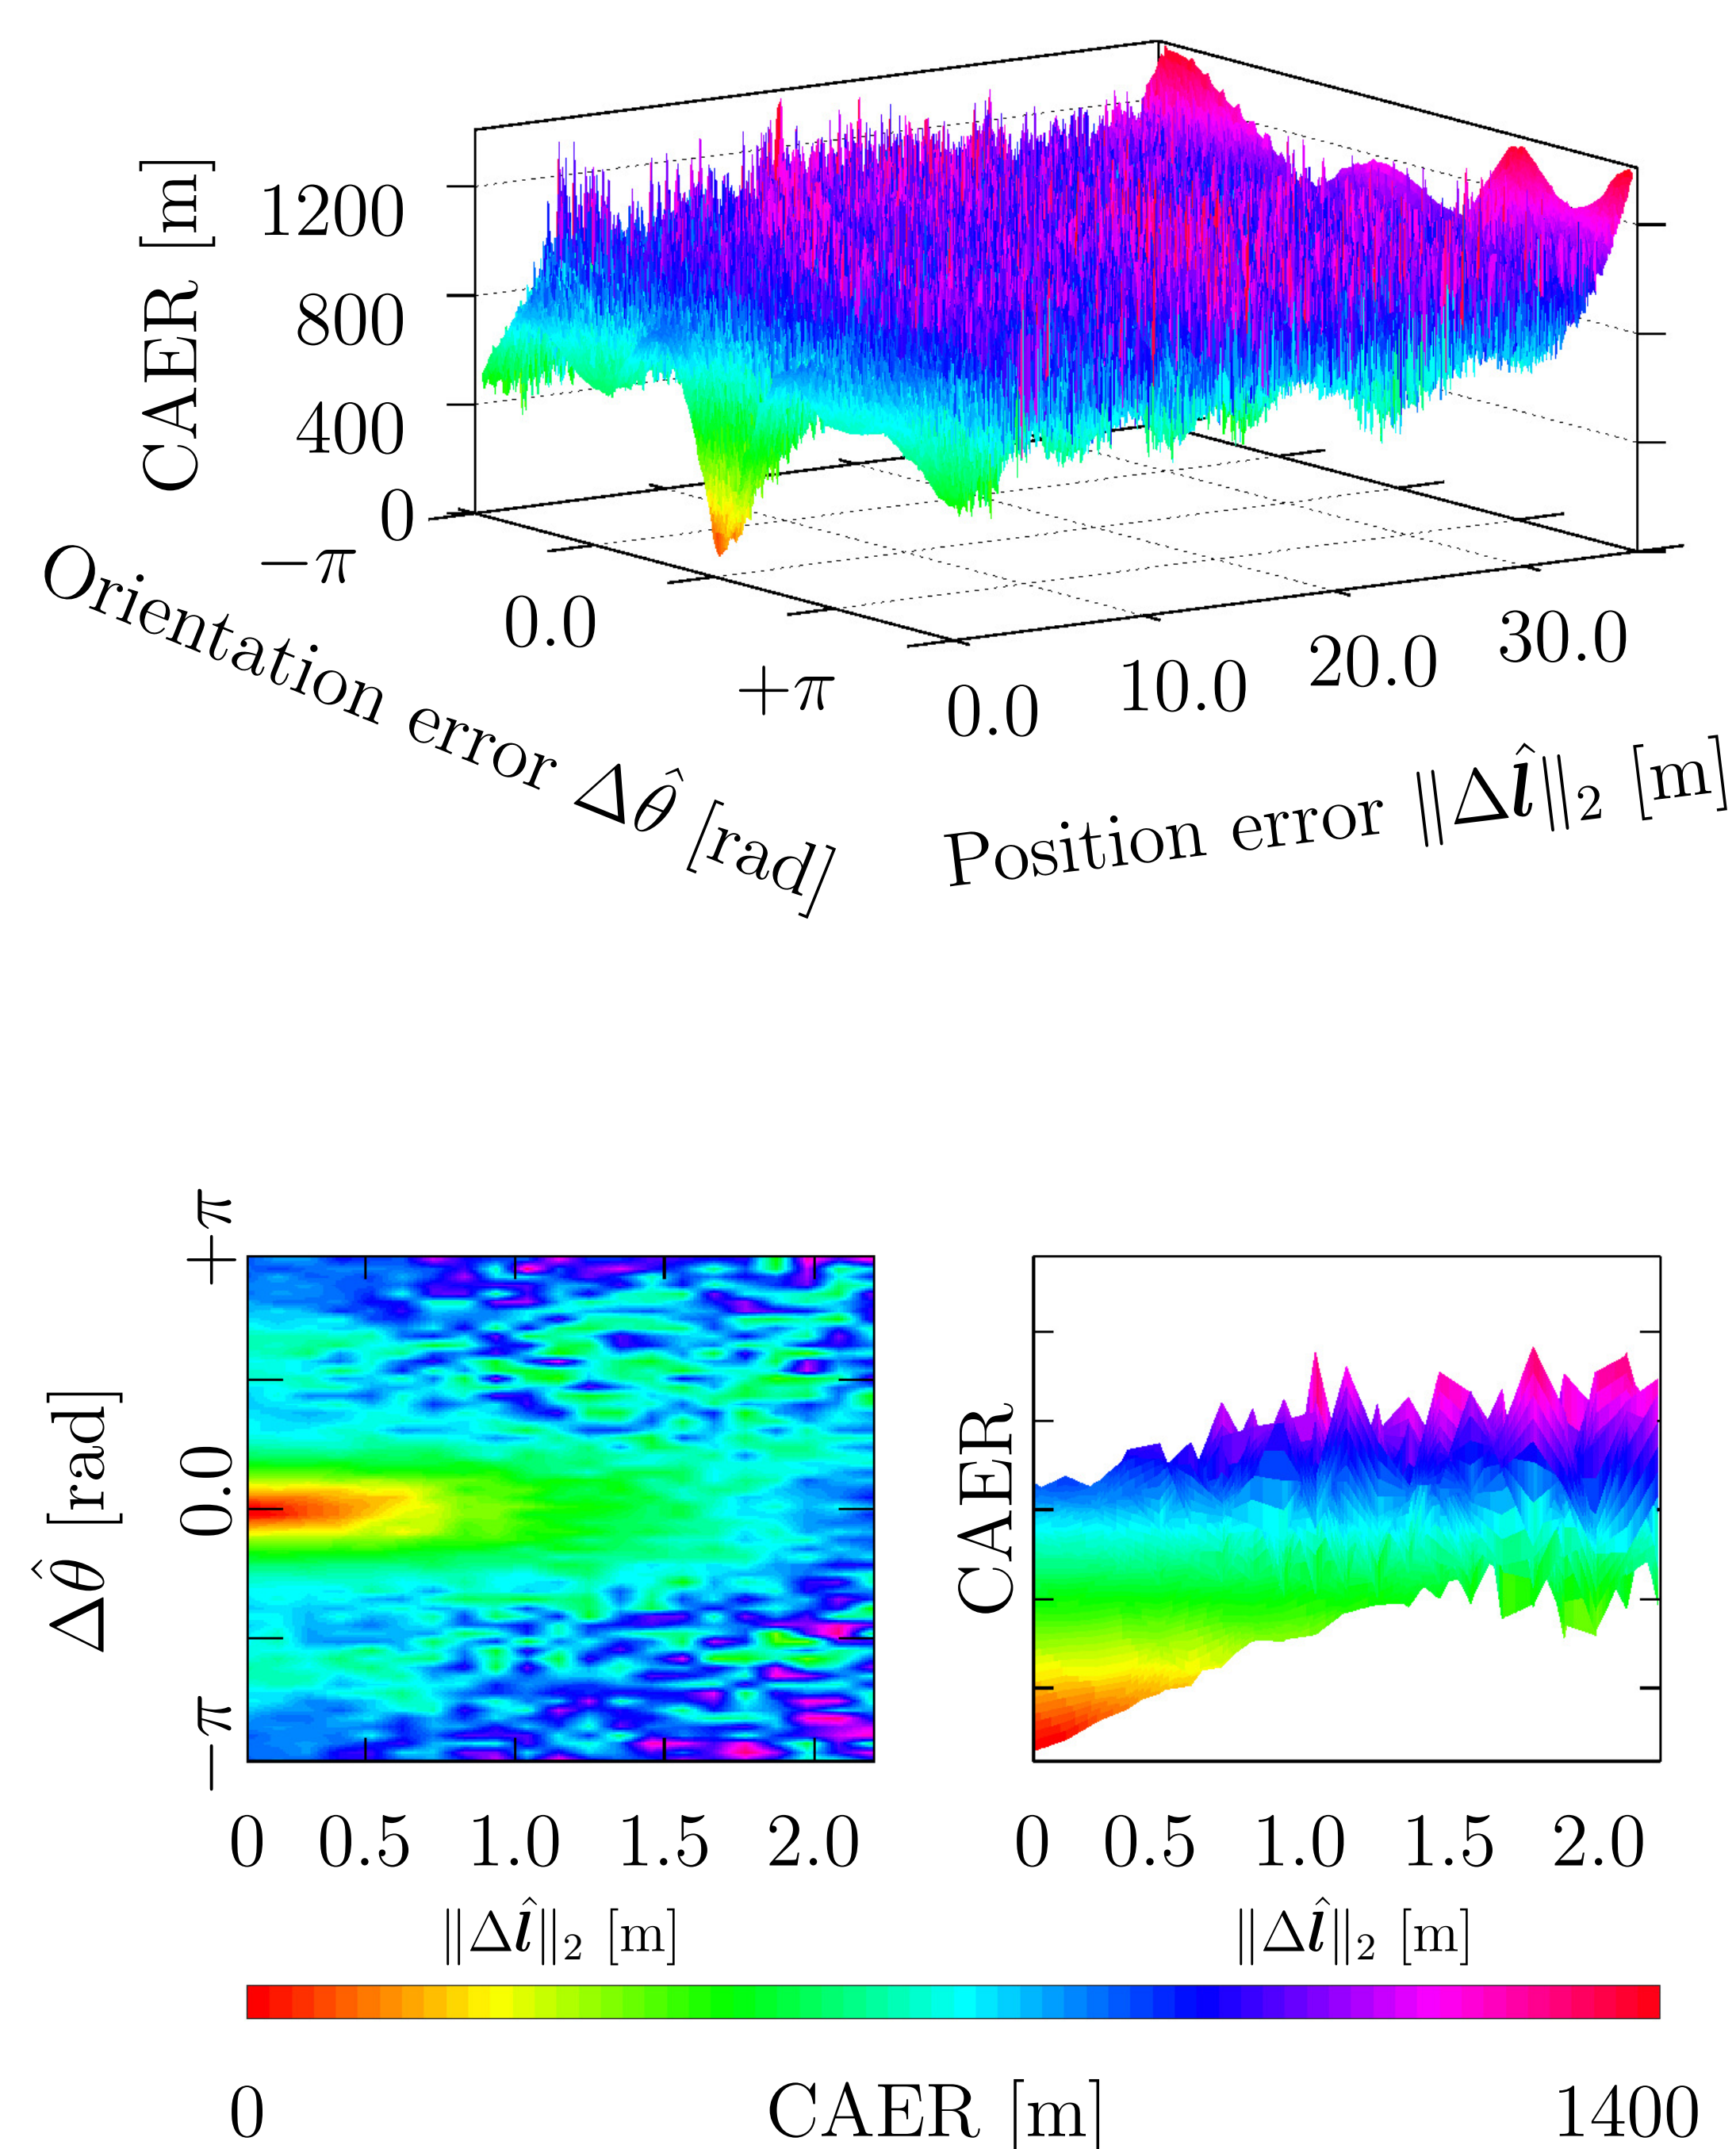 CAER [m]
1200
800
400
0
−π
0.0
+π
Orientation error Δθ̂ [rad]
0.0
10.0
20.0
30.0
Position error ‖Δl̂‖₂ [m]
+π
0.0
−π
Δθ̂ [rad]
CAER
0 0.5 1.0 1.5 2.0
0 0.5 1.0 1.5 2.0
‖Δl̂‖₂ [m]
‖Δl̂‖₂ [m]
0 CAER [m] 1400